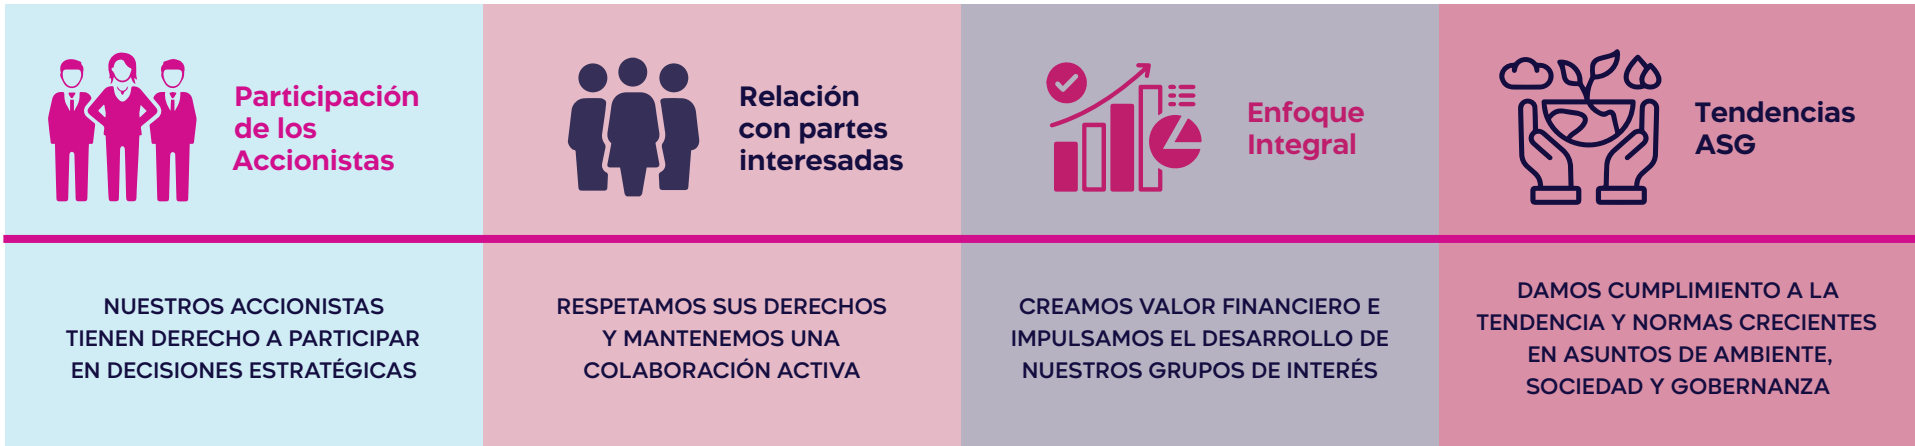 Participación
de los
Accionistas
Relación
con partes
interesadas
Enfoque
Integral
Tendencias
ASG
NUESTROS ACCIONISTAS
TIENEN DERECHO A PARTICIPAR
EN DECISIONES ESTRATÉGICAS
RESPETAMOS SUS DERECHOS
Y MANTENEMOS UNA
COLABORACIÓN ACTIVA
CREAMOS VALOR FINANCIERO E
IMPULSAMOS EL DESARROLLO DE
NUESTROS GRUPOS DE INTERÉS
DAMOS CUMPLIMIENTO A LA
TENDENCIA Y NORMAS CRECIENTES
EN ASUNTOS DE AMBIENTE,
SOCIEDAD Y GOBERNANZA